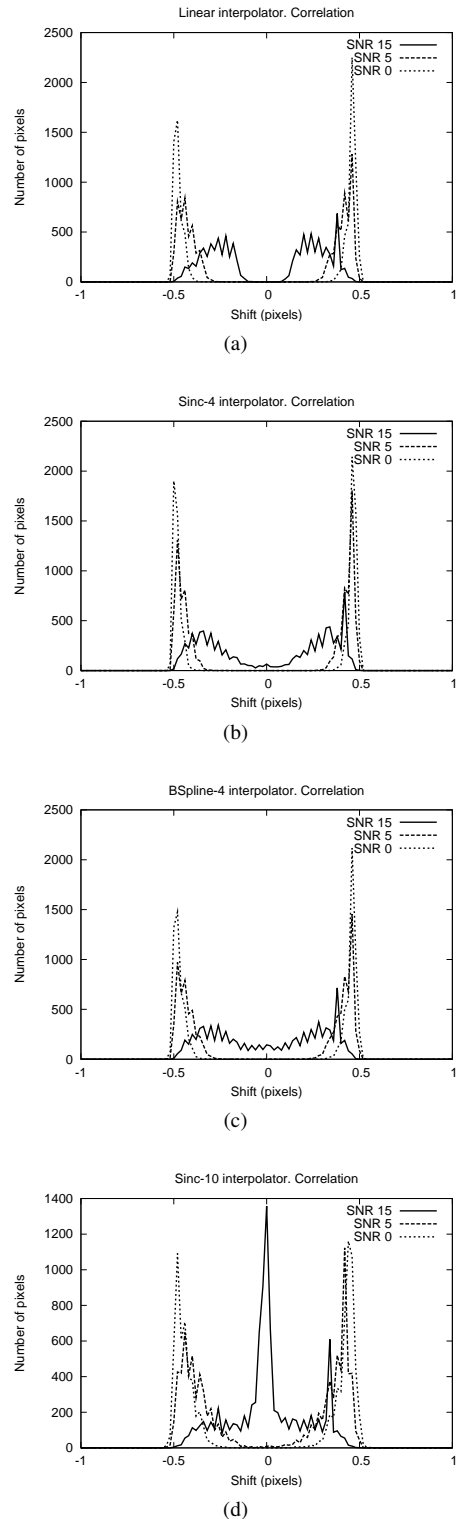 Linear interpolator. Correlation
2500
2000
1500
1000
500
0
Number of pixels
SNR 15
SNR 5
SNR 0
-1 -0.5 0 0.5 1
Shift (pixels)
(a)
Sinc-4 interpolator. Correlation
2500
2000
1500
1000
500
0
Number of pixels
SNR 15
SNR 5
SNR 0
-1 -0.5 0 0.5 1
Shift (pixels)
(b)
BSpline-4 interpolator. Correlation
2500
2000
1500
1000
500
0
Number of pixels
SNR 15
SNR 5
SNR 0
-1 -0.5 0 0.5 1
Shift (pixels)
(c)
Sinc-10 interpolator. Correlation
1400
1200
1000
800
600
400
200
0
Number of pixels
SNR 15
SNR 5
SNR 0
-1 -0.5 0 0.5 1
Shift (pixels)
(d)